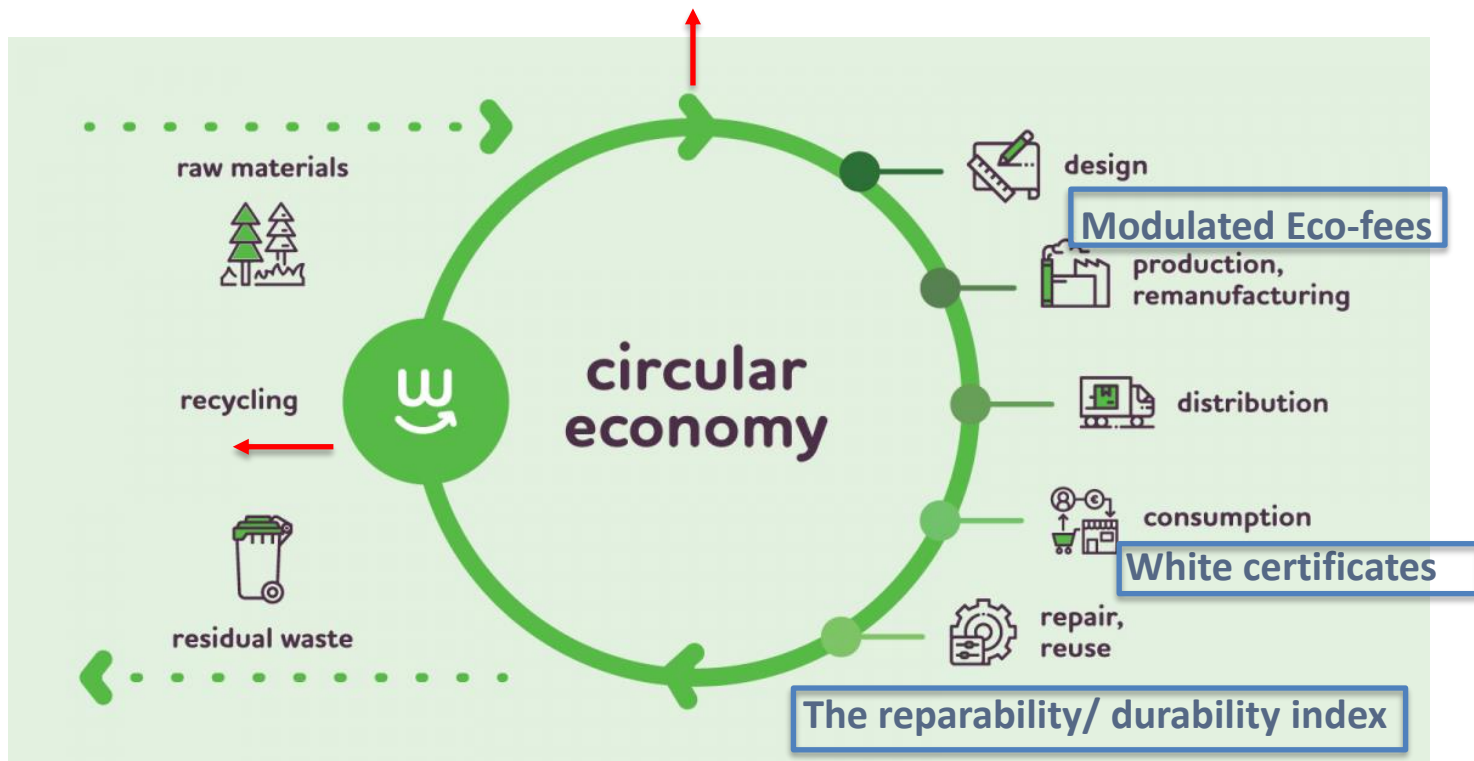 raw materials
recycling
residual waste
circular
economy
design
Modulated Eco-fees
production,
remanufacturing
distribution
consumption
White certificates
repair,
reuse
The reparability/ durability index